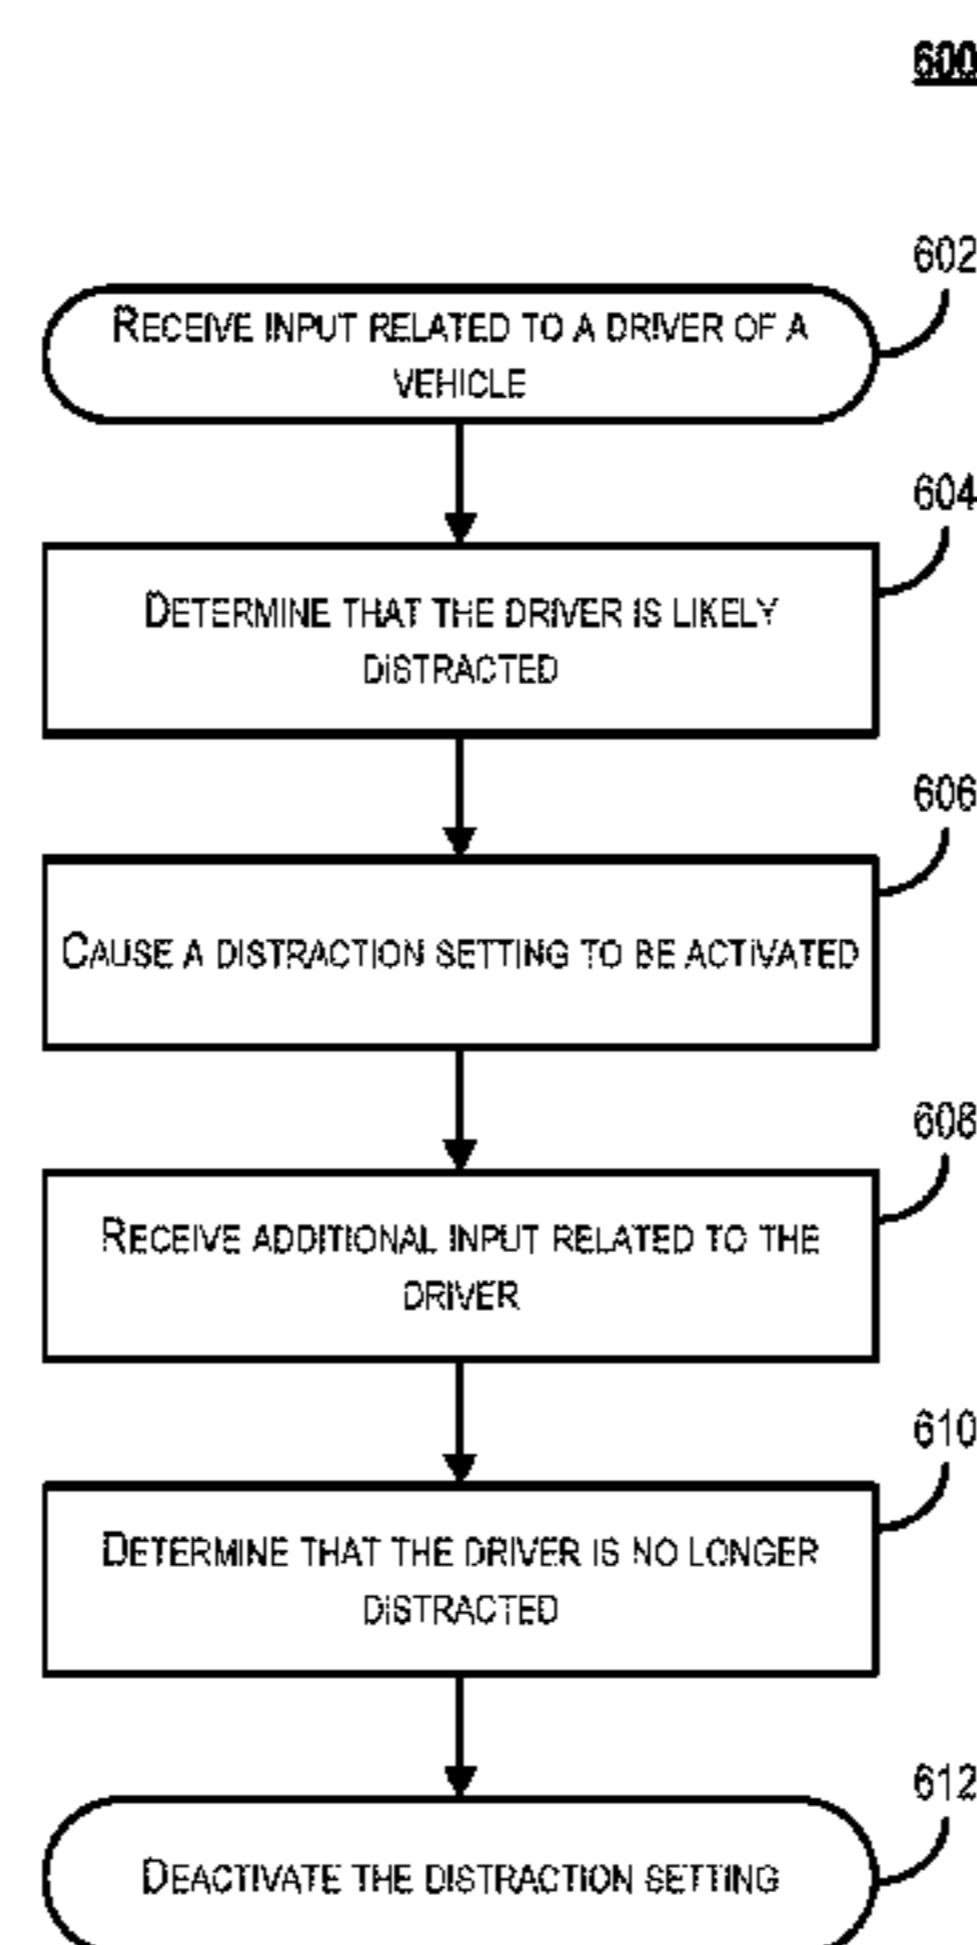 600
602
RECEIVE INPUT RELATED TO A DRIVER OF A
VEHICLE
604
DETERMINE THAT THE DRIVER IS LIKELY
DISTRACTED
606
CAUSE A DISTRACTION SETTING TO BE ACTIVATED
608
RECEIVE ADDITIONAL INPUT RELATED TO THE
DRIVER
610
DETERMINE THAT THE DRIVER IS NO LONGER
DISTRACTED
612
DEACTIVATE THE DISTRACTION SETTING